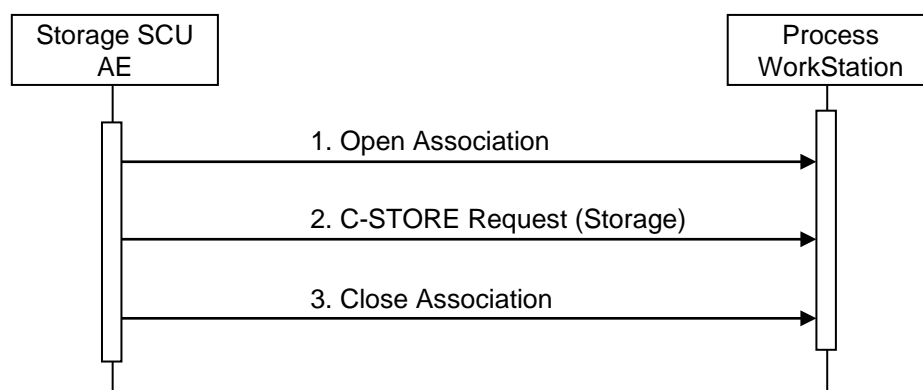 Storage SCU
AE
Process
WorkStation
1. Open Association
2. C-STORE Request (Storage)
3. Close Association